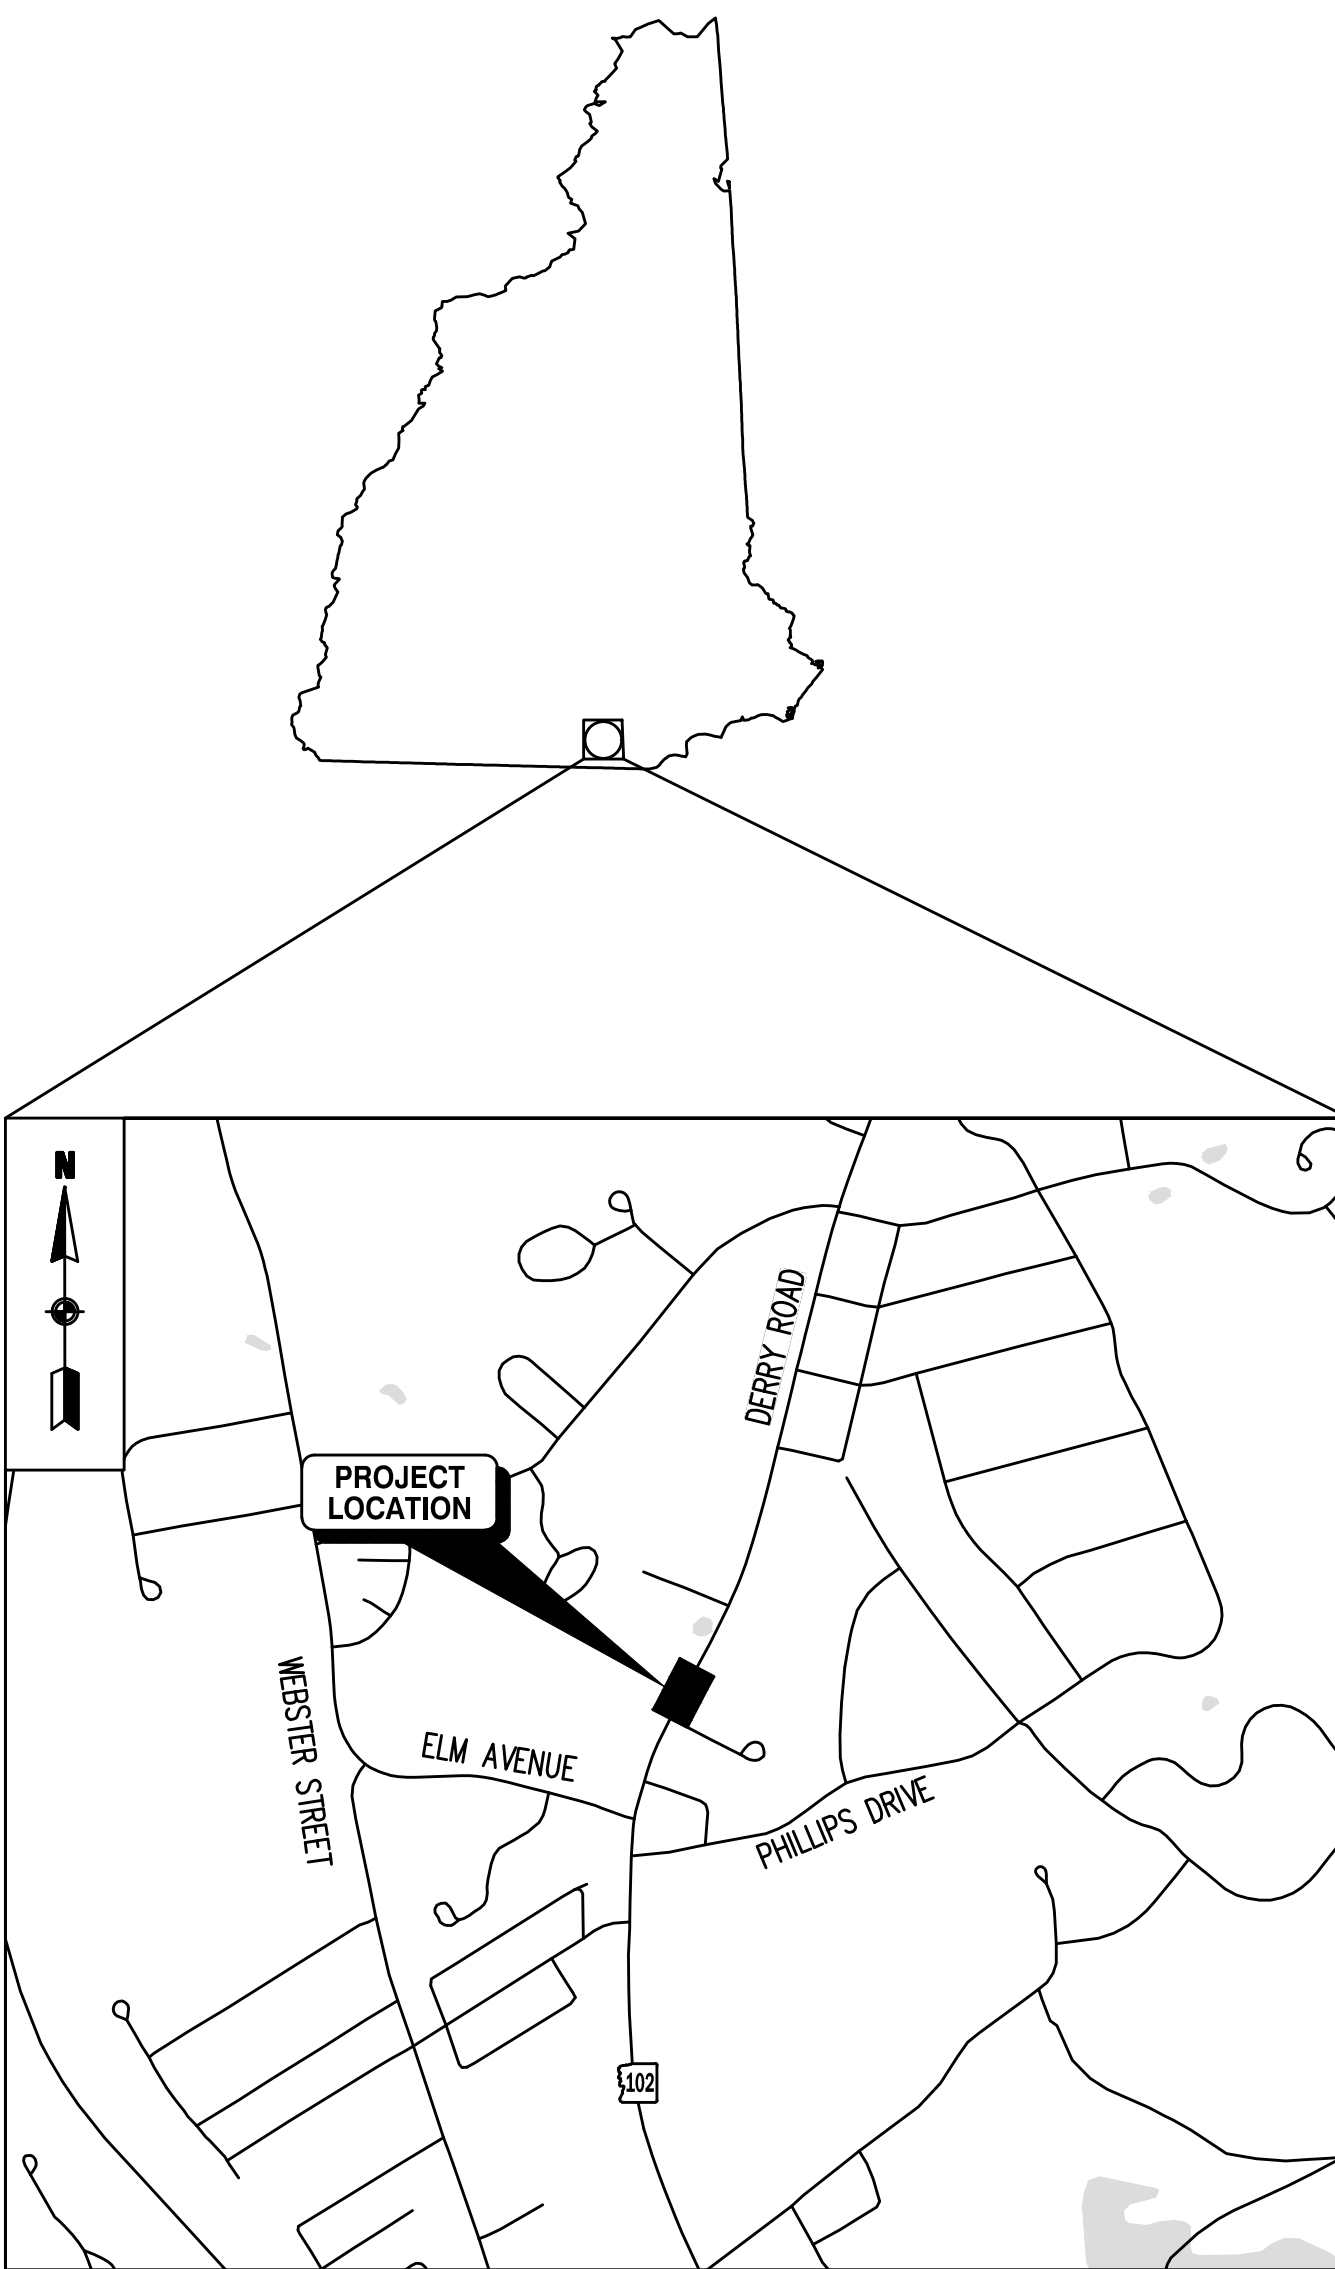 N
DERRY ROAD
PROJECT
LOCATION
WEBSTER STREET
ELM AVENUE
PHILLIPS DRIVE
102